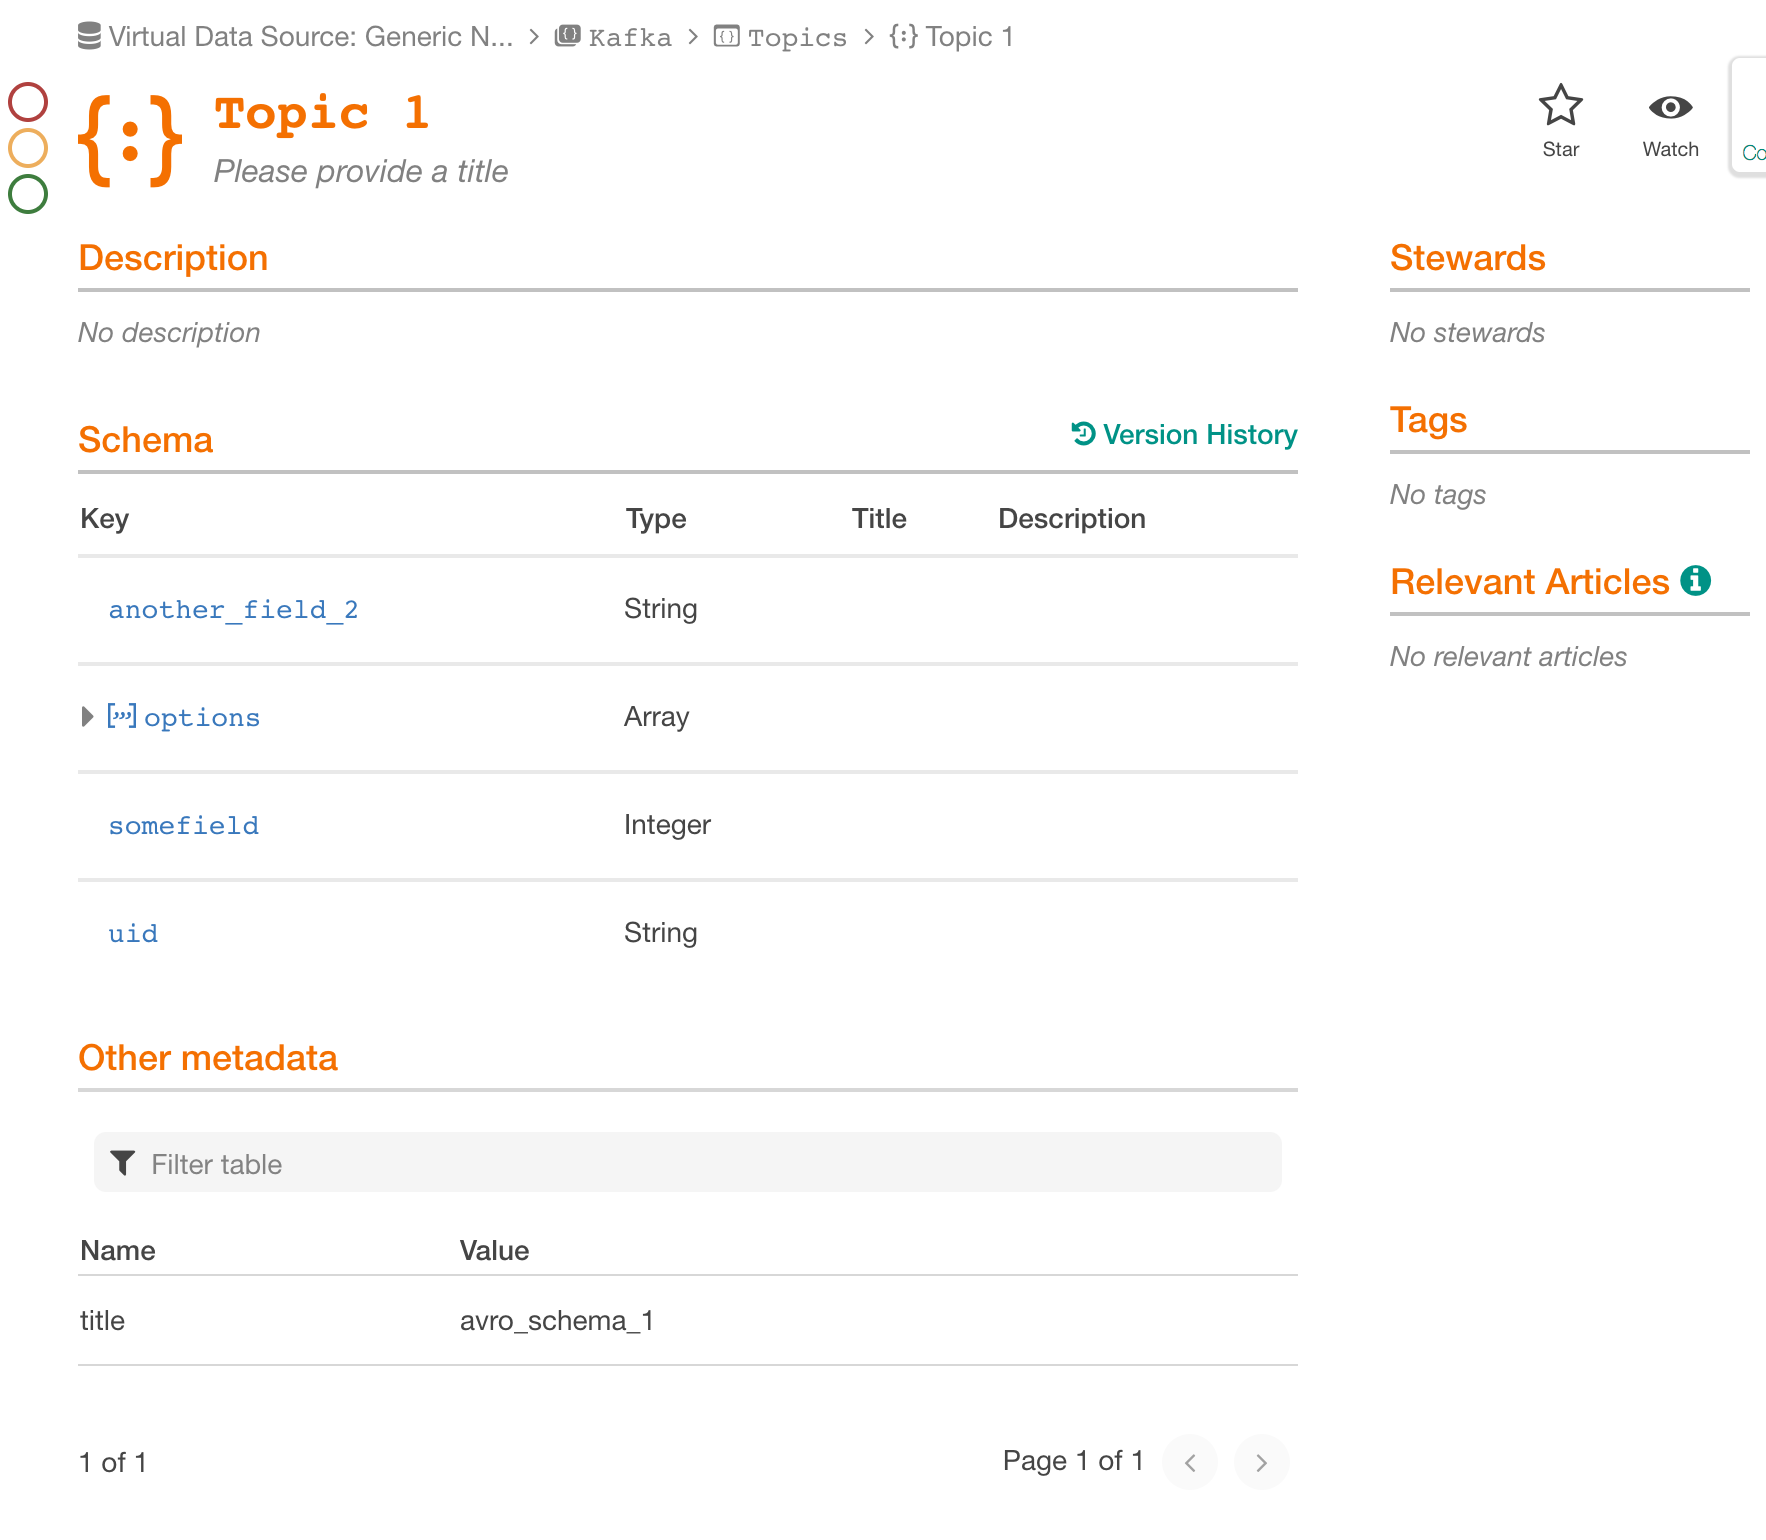 Virtual Data Source: Generic N... > Kafka > Topics > {:} Topic 1
{:} Topic 1
Please provide a title
Star
Watch
Co
Description
No description
Schema
Version History
Key Type Title Description
another_field_2 String
options Array
somefield Integer
uid String
Other metadata
Filter table
Name Value
title avro_schema_1
1 of 1
Page 1 of 1
Stewards
No stewards
Tags
No tags
Relevant Articles
No relevant articles